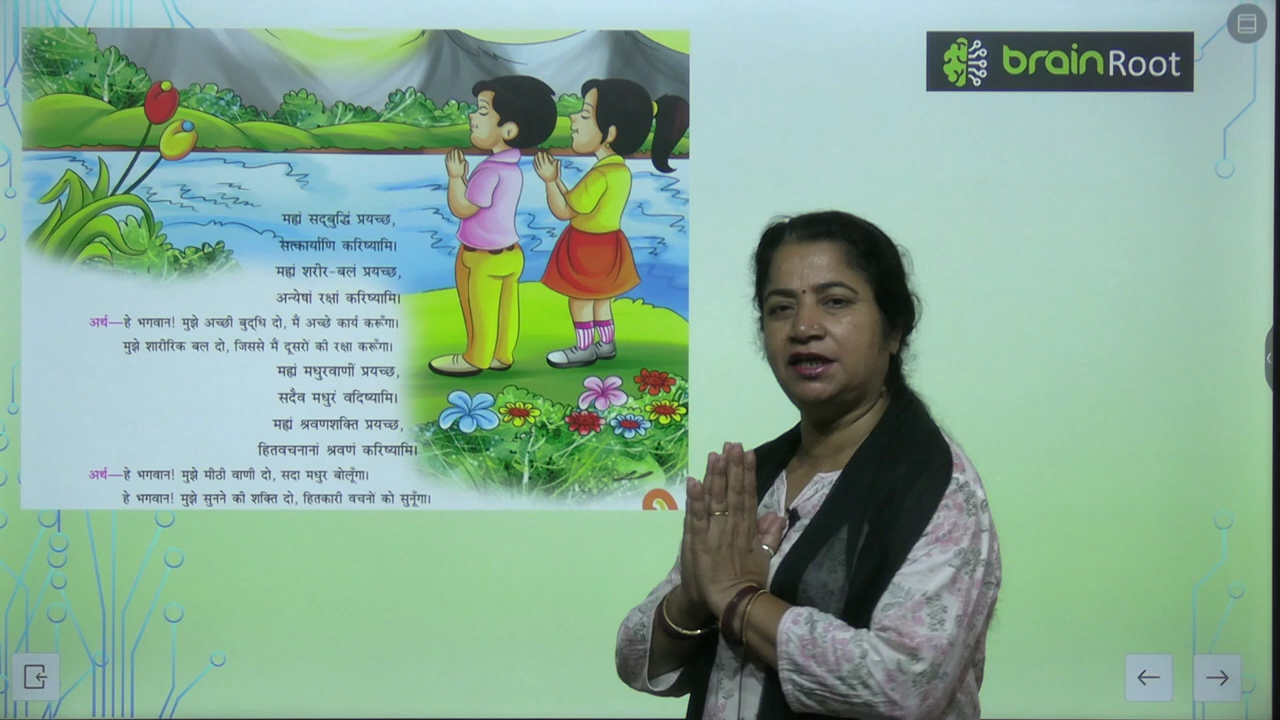 brainRoot
मह्यं सद्बुद्धिं प्रयच्छ,
सत्कार्याणि करिष्यामि।
मह्यं शरीर-बलं प्रयच्छ,
अन्येषां रक्षां करिष्यामि।
अर्थ—हे भगवान! मुझे अच्छी बुद्धि दो, मैं अच्छे कार्य करूँगा।
मुझे शारीरिक बल दो, जिससे मैं दूसरों की रक्षा करूँगा।
मह्यं मधुरवाणीं प्रयच्छ,
सदैव मधुरं वदिष्यामि।
मह्यं श्रवणशक्ति प्रयच्छ,
हितवचनानां श्रवणं करिष्यामि।
अर्थ—हे भगवान! मुझे मीठी वाणी दो, सदा मधुर बोलूँगा।
हे भगवान! मुझे सुनने की शक्ति दो, हितकारी वचनों को सुनूँगा।